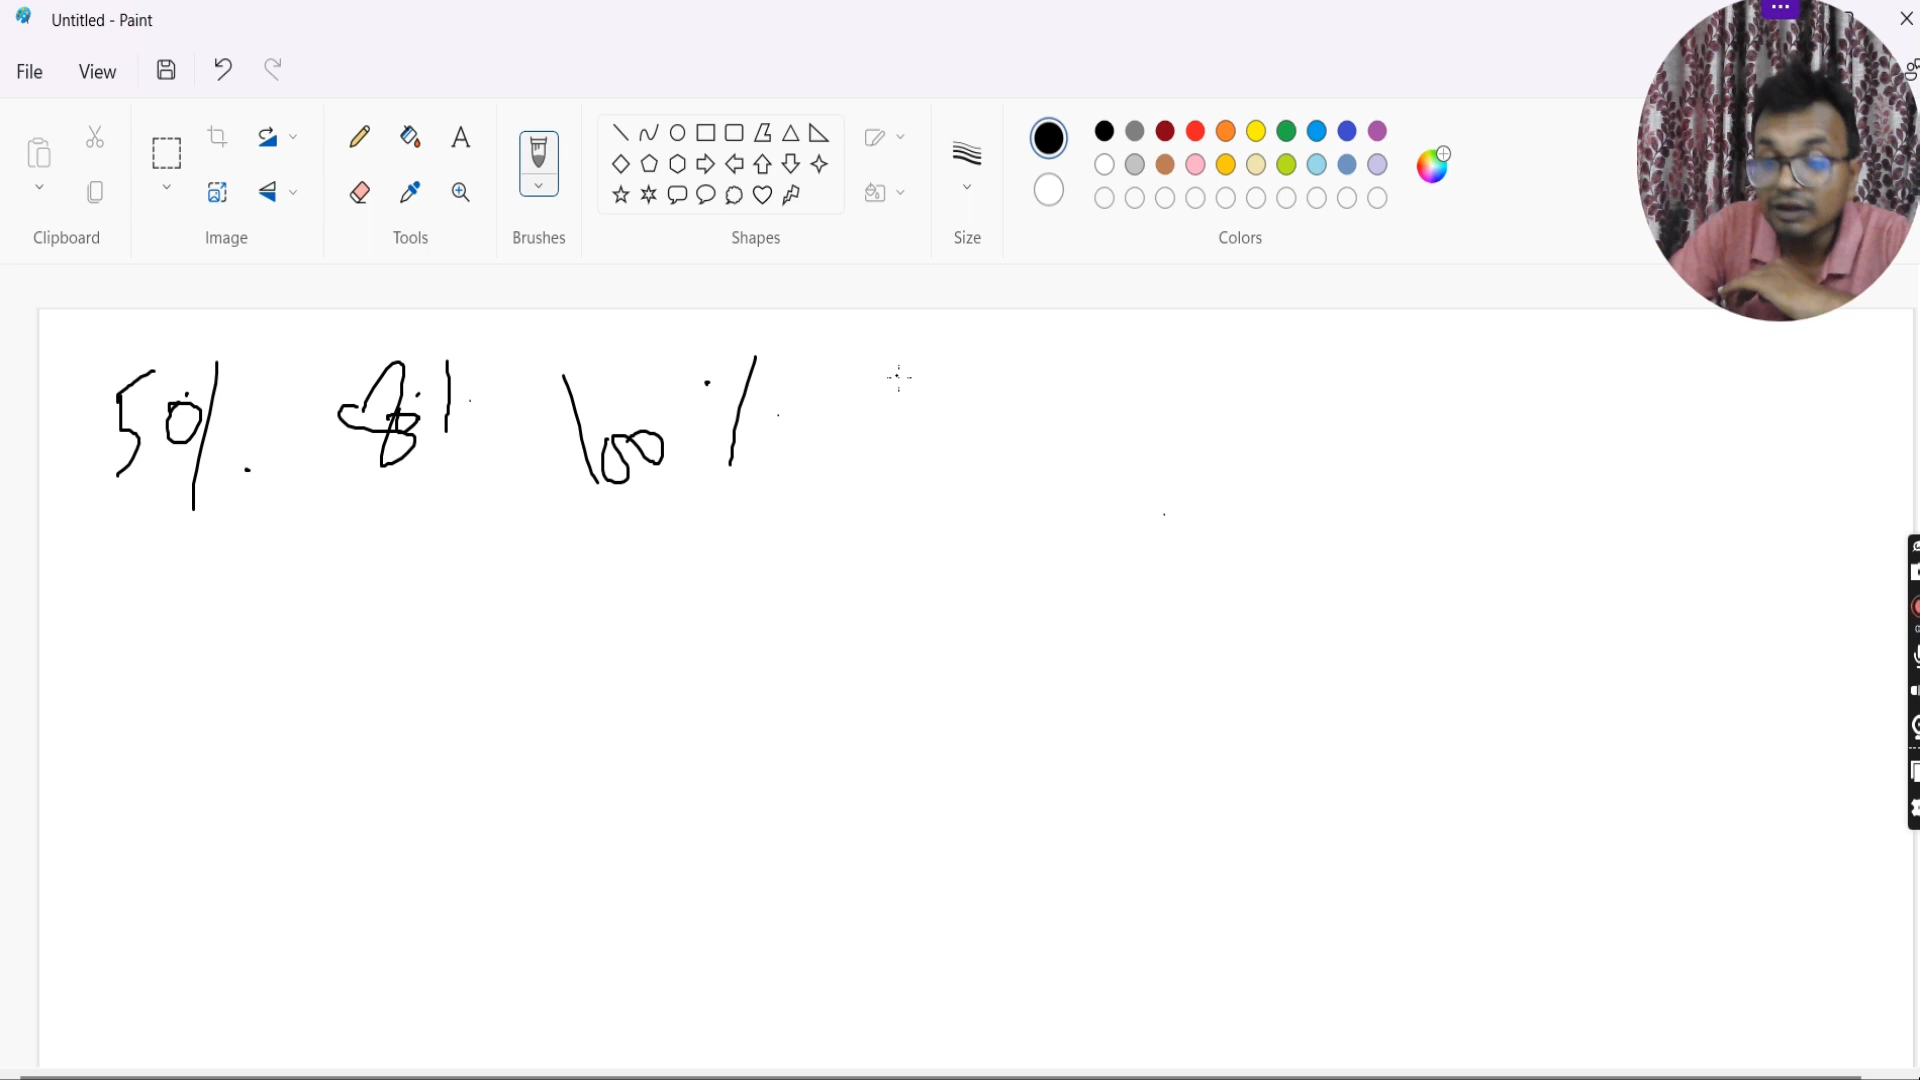 Untitled - Paint
File View
Clipboard Image Tools Brushes Shapes Size Colors
50% 100%